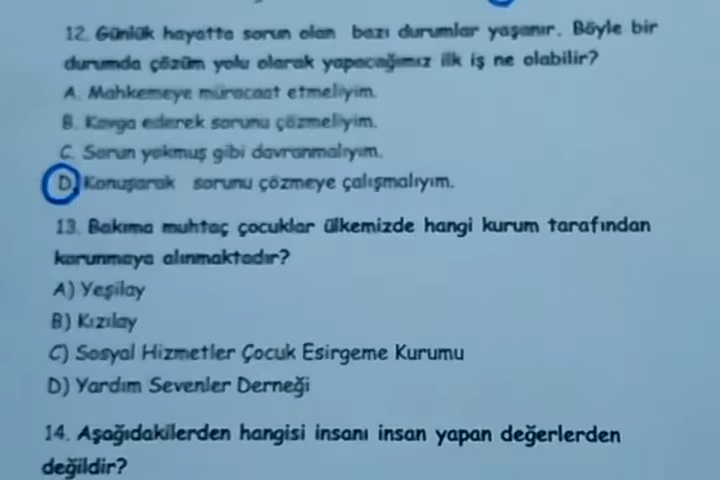 12. Günlük hayatta sorun olan bazı durumlar yaşanır. Böyle bir
durumda çözüm yolu olarak yapacağımız ilk iş ne olabilir?
A. Mahkemeye müracaat etmeliyim.
B. Kavga ederek sorunu çözmeliyim.
C. Sorun yokmuş gibi davranmalıyım.
D. Konuşarak sorunu çözmeye çalışmalıyım.
13. Bakıma muhtaç çocuklar ülkemizde hangi kurum tarafından
korunmaya alınmaktadır?
A) Yeşilay
B) Kızılay
C) Sosyal Hizmetler Çocuk Esirgeme Kurumu
D) Yardım Sevenler Derneği
14. Aşağıdakilerden hangisi insanı insan yapan değerlerden
değildir?